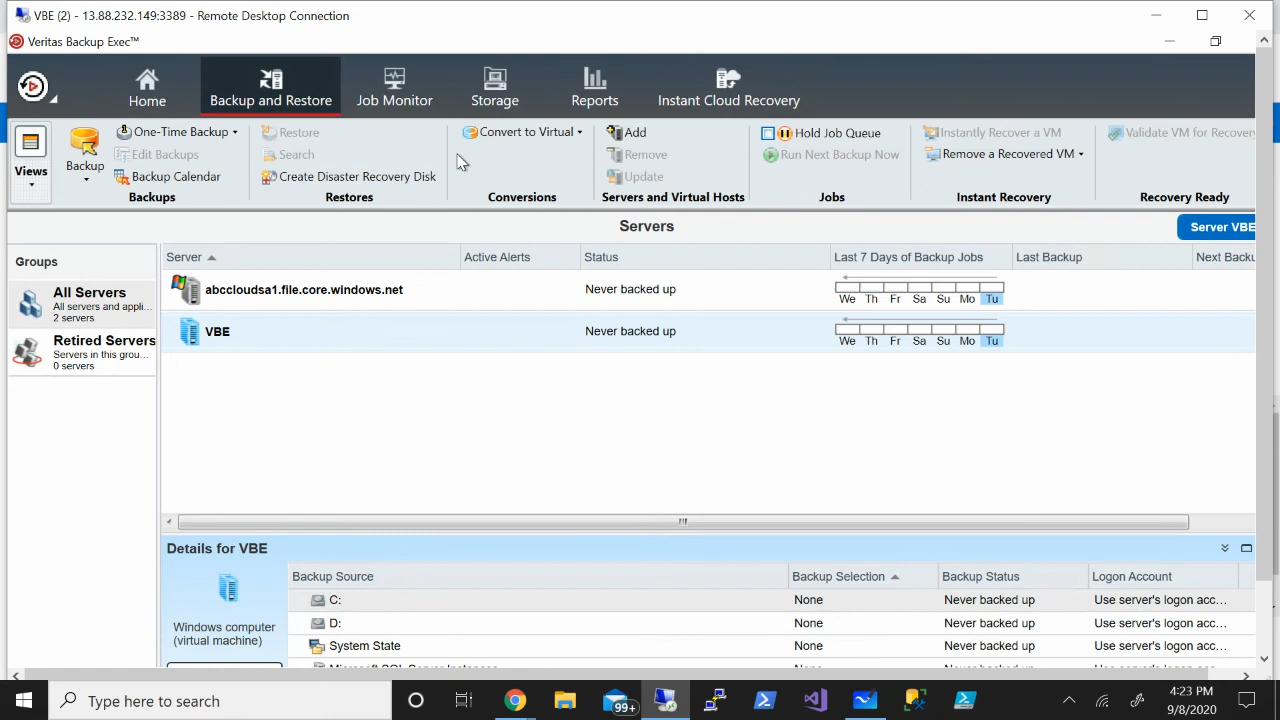 VBE (2) - 13.88.232.149:3389 - Remote Desktop Connection
Veritas Backup Exec™
Home
Backup and Restore
Job Monitor
Storage
Reports
Instant Cloud Recovery
Views
Backup
One-Time Backup
Edit Backups
Backup Calendar
Backups
Restore
Search
Create Disaster Recovery Disk
Restores
Convert to Virtual
Conversions
Add
Remove
Update
Servers and Virtual Hosts
Hold Job Queue
Run Next Backup Now
Jobs
Instantly Recover a VM
Remove a Recovered VM
Instant Recovery
Validate VM for Recovery
Recovery Ready
Servers
Server VBE
Groups
All Servers
All servers and appli...
2 servers
Retired Servers
Servers in this grou...
0 servers
Server Active Alerts Status Last 7 Days of Backup Jobs Last Backup Next Backu
abccloudsa1.file.core.windows.net Never backed up
We Th Fr Sa Su Mo Tu
VBE Never backed up
We Th Fr Sa Su Mo Tu
Details for VBE
Windows computer
(virtual machine)
Backup Source Backup Selection Backup Status Logon Account
C: None Never backed up Use server's logon acc...
D: None Never backed up Use server's logon acc...
System State None Never backed up Use server's logon acc...
Type here to search
99+
4:23 PM
9/8/2020